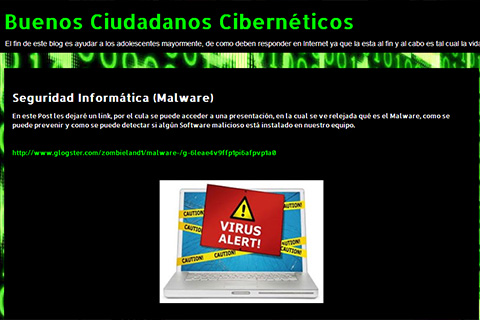 Buenos Ciudadanos Cibernéticos
El fin de este blog es ayudar a los adolescentes mayormente, de como deben responder en Internet ya que la esta al fin y al cabo es tal cual la vida
Seguridad Informática (Malware)
En este Post les dejaré un link, por el cula se puede acceder a una presentación, en la cual se ve relejada qué es el Malware, como se
puede prevenir y como se puede detectar si algún Software malicioso está instalado en nuestro equipo.
http://www.glogster.com/zombieland1/malware-/g-6leae4v9ffp1pi6afpvp1a0
CAUTION!
CAUTION!
VIRUS
ALERT!
CAUTION!
CAUTION!
CAUTION!